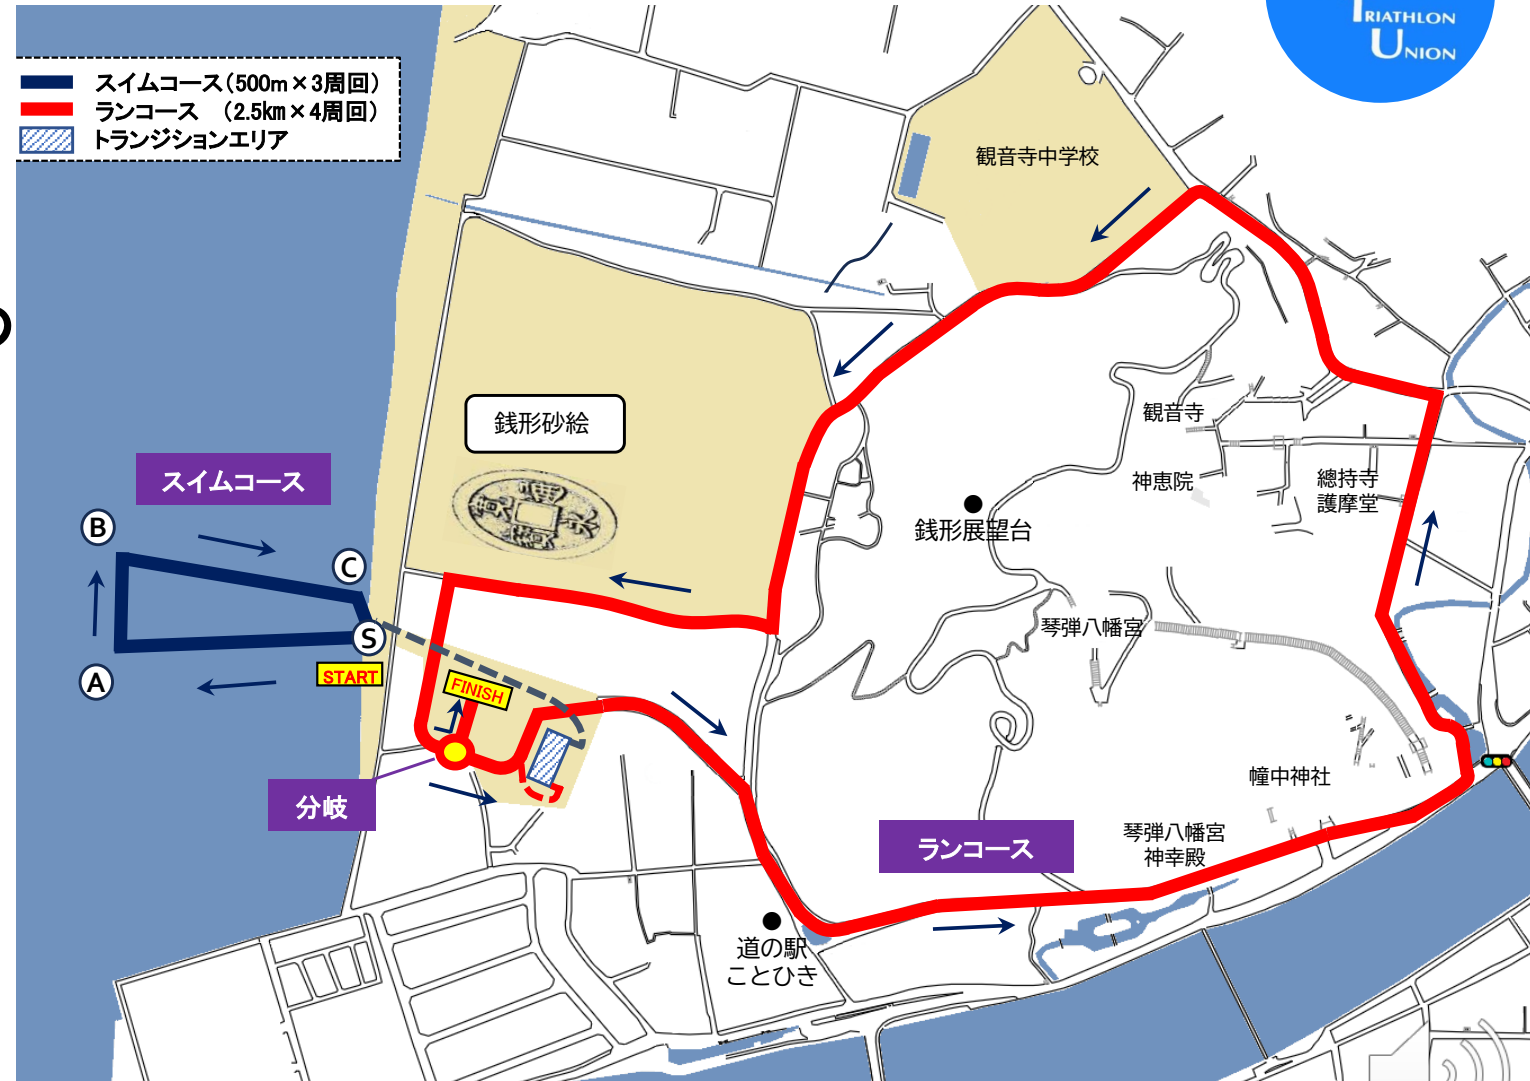 TRIATHLON
UNION
スイムコース(500m×3周回)
ランコース (2.5km×4周回)
トランジションエリア
観音寺中学校
銭形砂絵
観音寺
スイムコース
神恵院
總持寺
護摩堂
銭形展望台
B
C
琴弾八幡宮
S
START
A
FINISH
幢中神社
分岐
琴弾八幡宮
神幸殿
ランコース
道の駅
ことひき